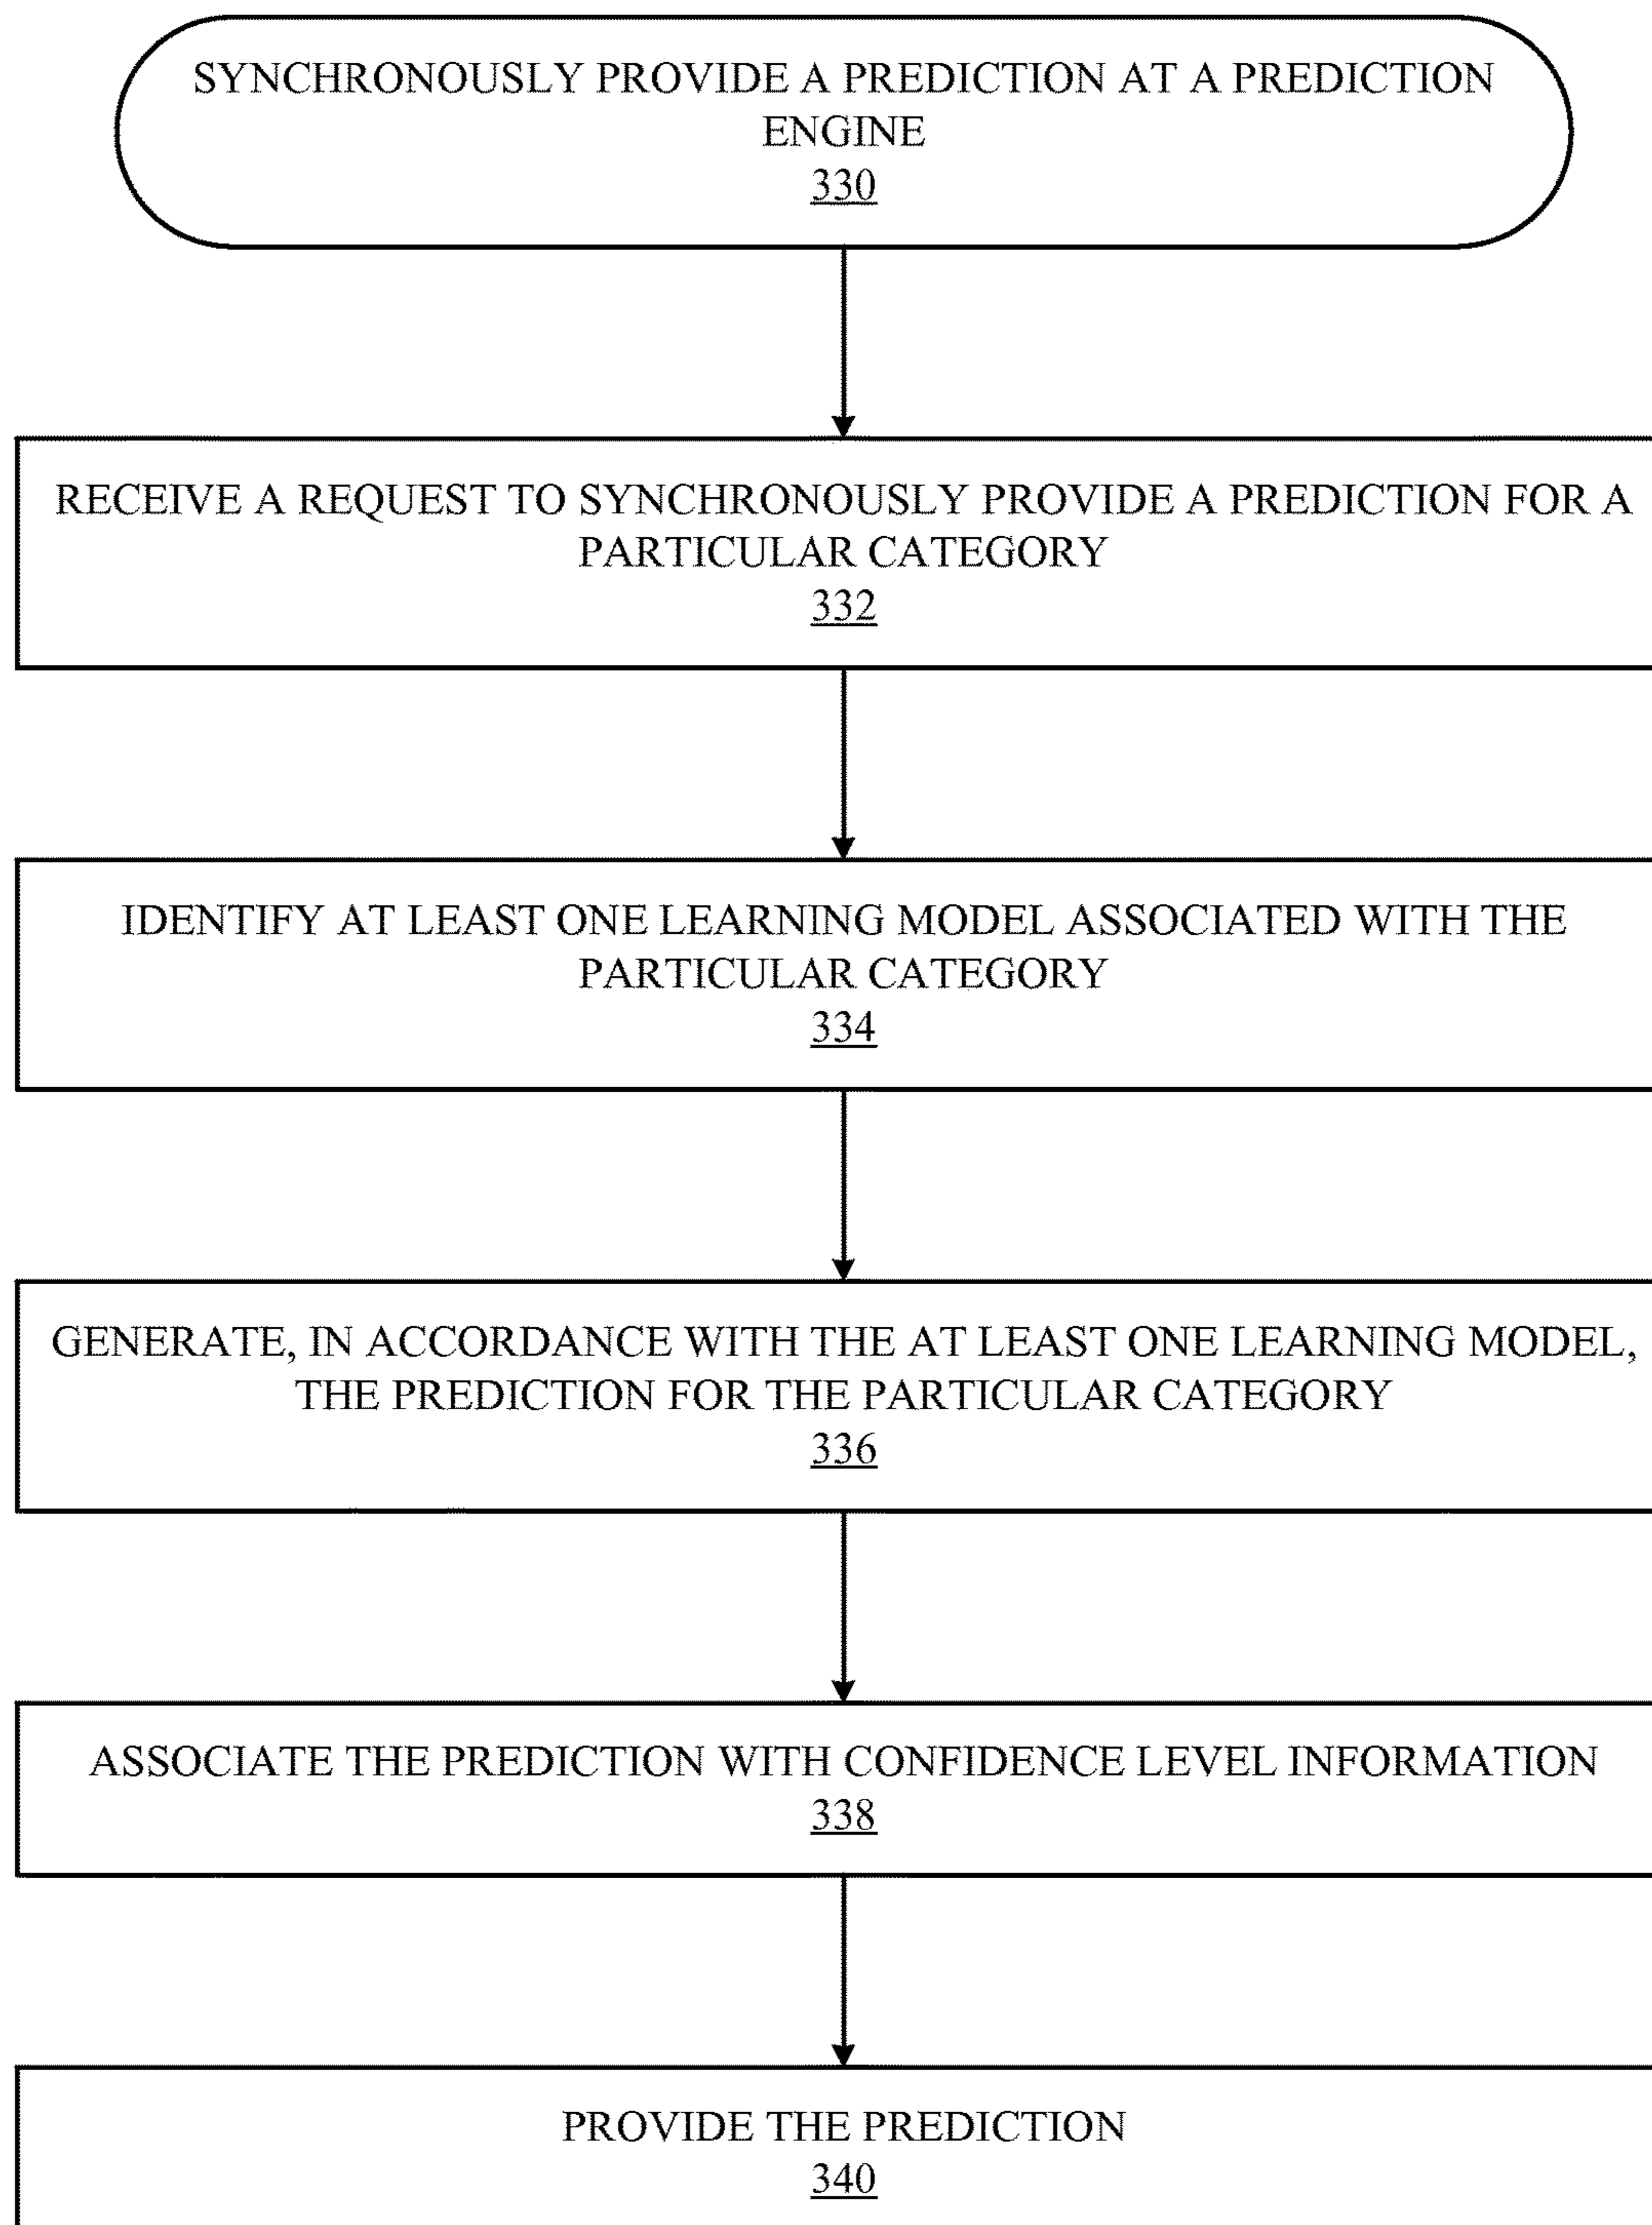 SYNCHRONOUSLY PROVIDE A PREDICTION AT A PREDICTION
ENGINE
330
RECEIVE A REQUEST TO SYNCHRONOUSLY PROVIDE A PREDICTION FOR A
PARTICULAR CATEGORY
332
IDENTIFY AT LEAST ONE LEARNING MODEL ASSOCIATED WITH THE
PARTICULAR CATEGORY
334
GENERATE, IN ACCORDANCE WITH THE AT LEAST ONE LEARNING MODEL,
THE PREDICTION FOR THE PARTICULAR CATEGORY
336
ASSOCIATE THE PREDICTION WITH CONFIDENCE LEVEL INFORMATION
338
PROVIDE THE PREDICTION
340